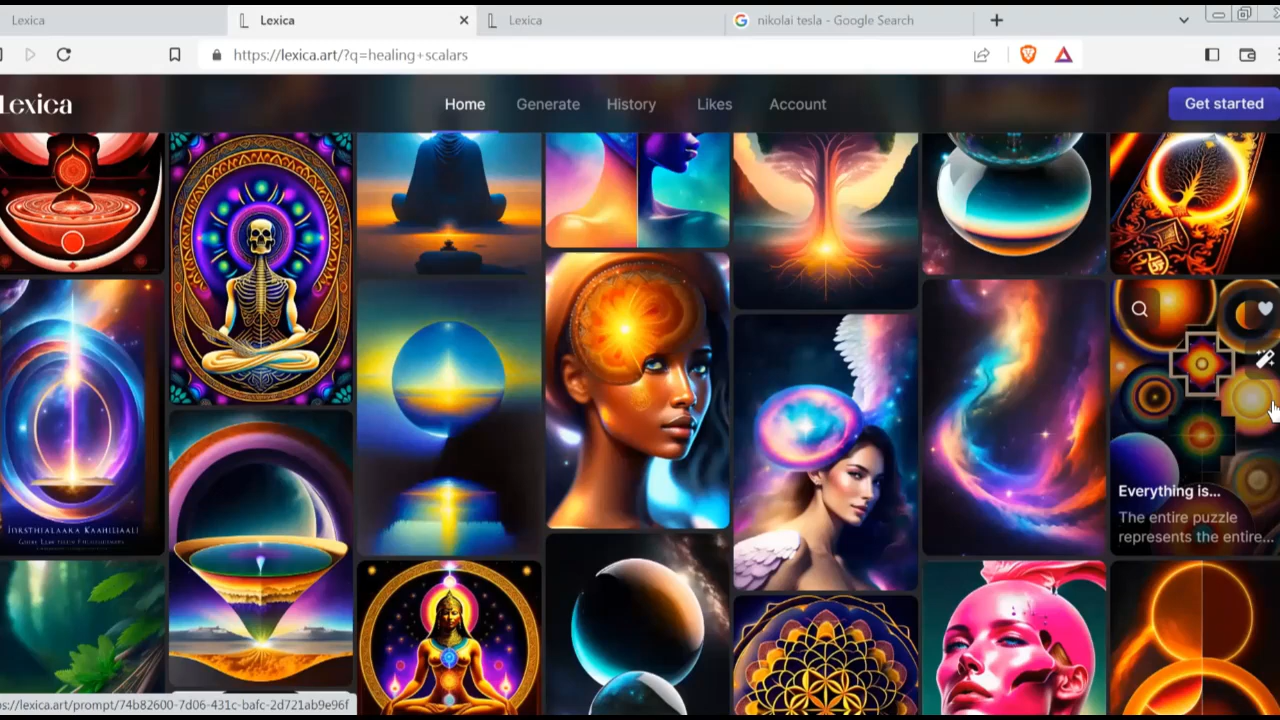 Lexica
Lexica
Lexica
nikolai tesla - Google Search
https://lexica.art/?q=healing+scalars
Lexica
Home
Generate
History
Likes
Account
Get started
Everything is...
The entire puzzle
represents the entire...
s://lexica.art/prompt/74b82600-7d06-431c-bafc-2d721ab9e96f